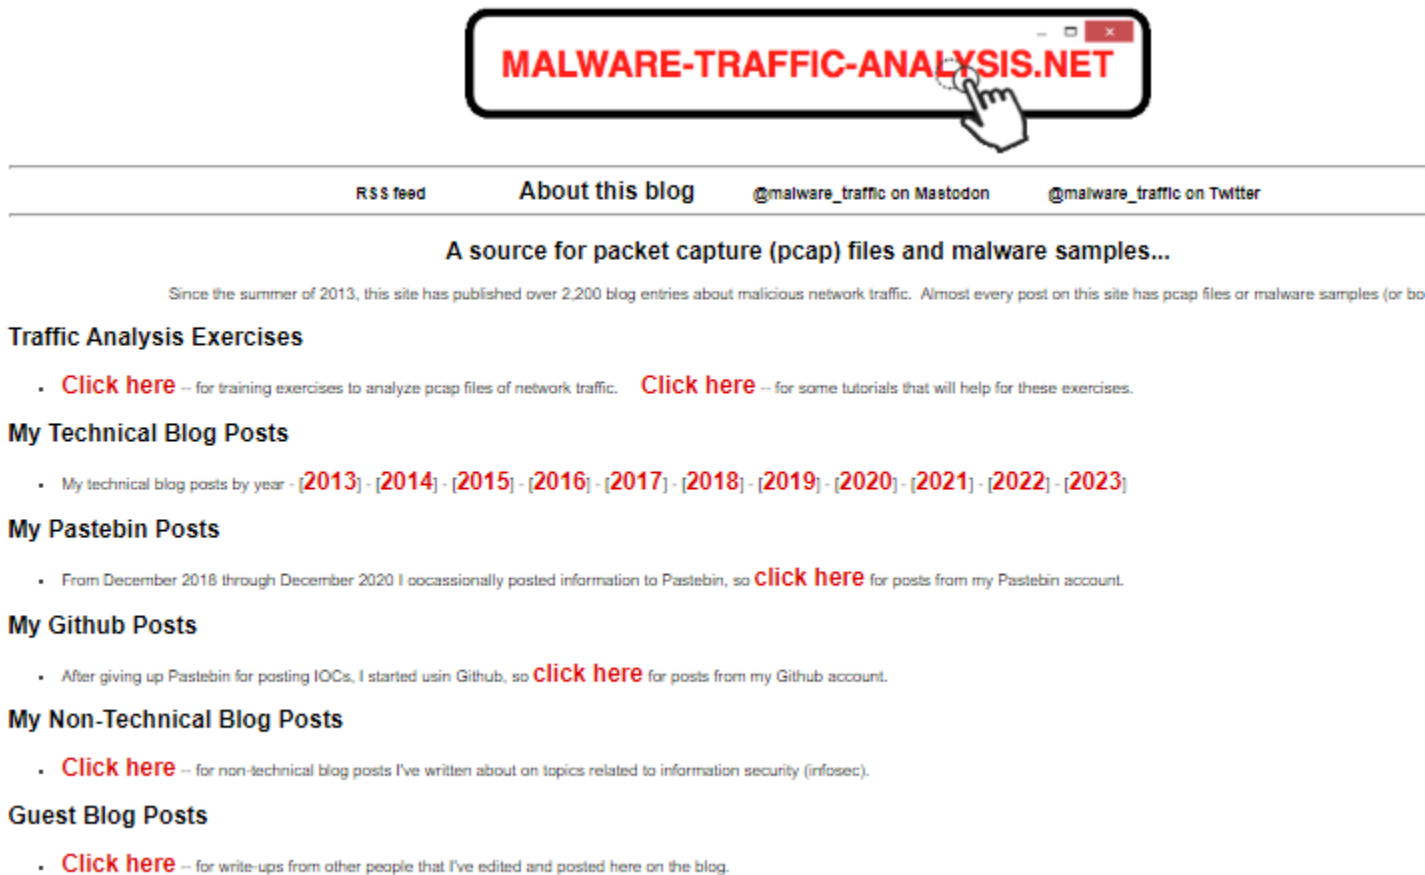 MALWARE-TRAFFIC-ANALYSIS.NET
RSS feed About this blog @malware_traffic on Mastodon @malware_traffic on Twitter
A source for packet capture (pcap) files and malware samples...
Since the summer of 2013, this site has published over 2,200 blog entries about malicious network traffic. Almost every post on this site has pcap files or malware samples (or bo
Traffic Analysis Exercises
• Click here -- for training exercises to analyze pcap files of network traffic. Click here -- for some tutorials that will help for these exercises.
My Technical Blog Posts
• My technical blog posts by year - [2013] - [2014] - [2015] - [2016] - [2017] - [2018] - [2019] - [2020] - [2021] - [2022] - [2023]
My Pastebin Posts
• From December 2018 through December 2020 I oocassionally posted information to Pastebin, so click here for posts from my Pastebin account.
My Github Posts
• After giving up Pastebin for posting IOCs, I started usin Github, so click here for posts from my Github account.
My Non-Technical Blog Posts
• Click here -- for non-technical blog posts I've written about on topics related to information security (infosec).
Guest Blog Posts
• Click here -- for write-ups from other people that I've edited and posted here on the blog.